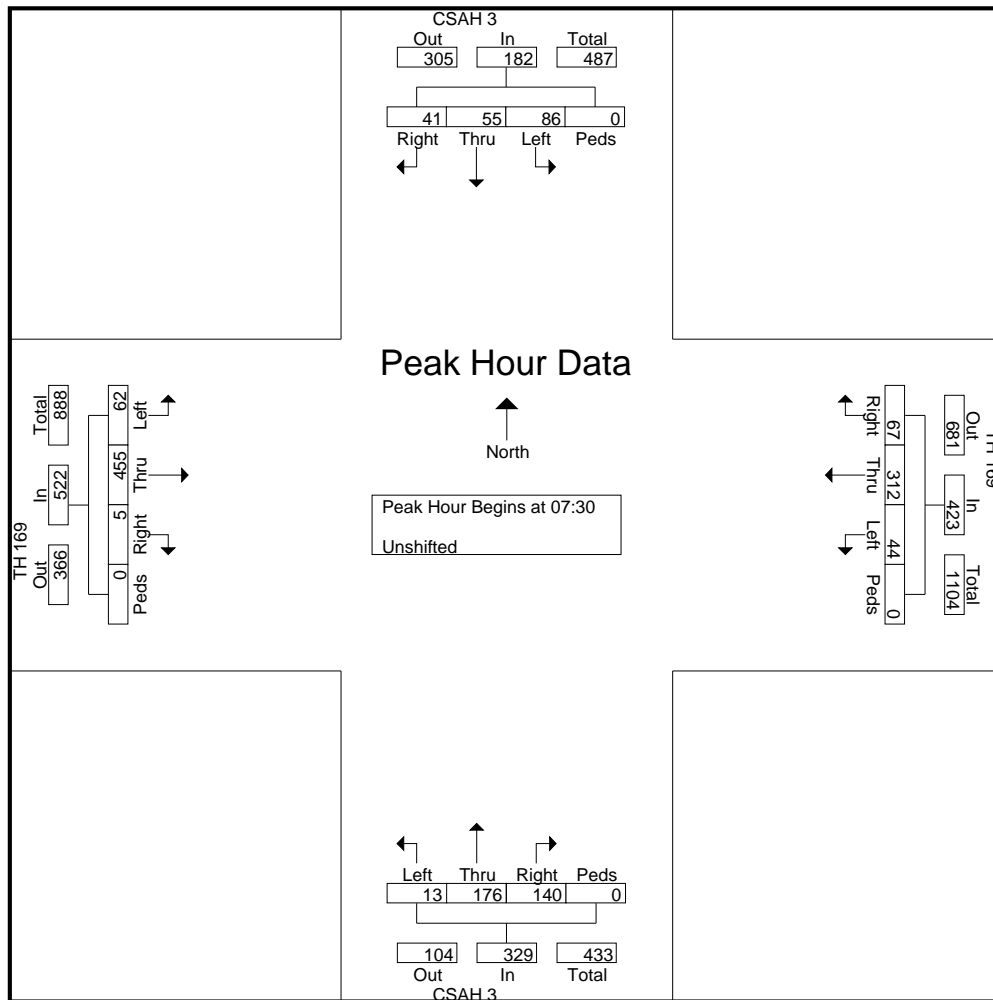 CSAH 3
Out In Total
305 182 487
41 55 86 0
Right Thru Left Peds
Peak Hour Data
North
Peak Hour Begins at 07:30
Unshifted
TH 169
Out In Total
366 522 888
Left Thru Right Peds
62 455 5 0
TH 169
Out In Total
681 423 1104
Right Thru Left Peds
67 312 44 0
Left Thru Right Peds
13 176 140 0
104 329 433
Out In Total
CSAH 3